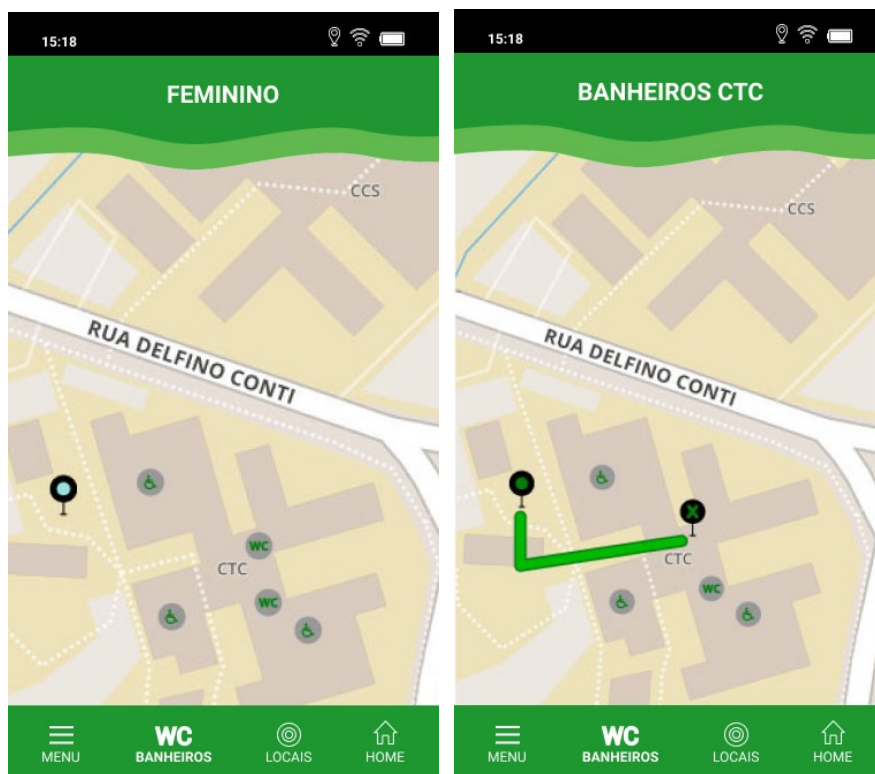 15:18
FEMININO
CCS
RUA DELFINO CONTI
WC
CTC
WC
MENU
WC
BANHEIROS
LOCAIS
HOME
15:18
BANHEIROS CTC
CCS
RUA DELFINO CONTI
X
CTC
WC
MENU
WC
BANHEIROS
LOCAIS
HOME